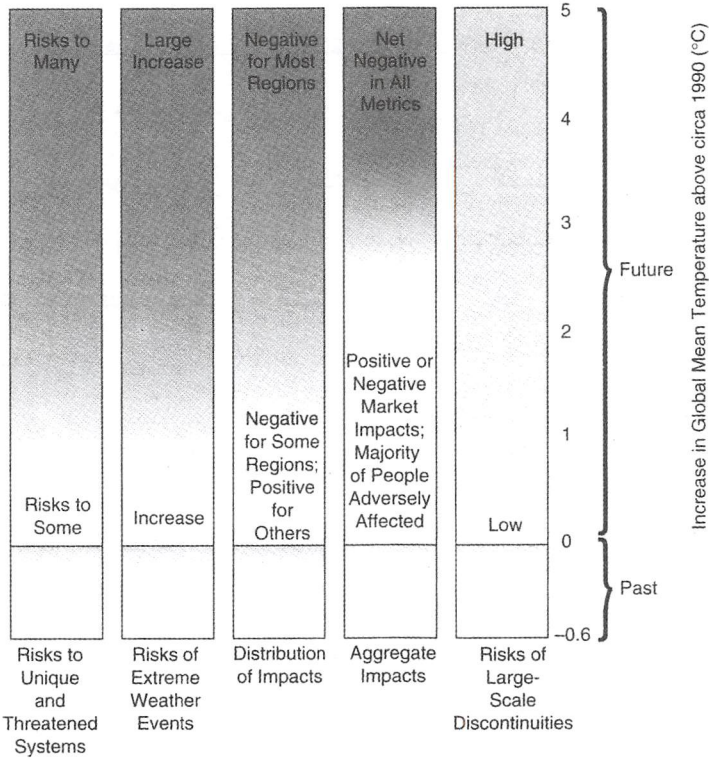 Risks to
Many
Large
Increase
Negative
for Most
Regions
Net
Negative
in All
Metrics
High
5
4
3
2
1
0
–0.6
Increase in Global Mean Temperature above circa 1990 (°C)
Future
Past
Risks to
Some
Increase
Negative
for Some
Regions;
Positive
for
Others
Positive or
Negative
Market
Impacts;
Majority
of People
Adversely
Affected
Low
Risks to
Unique
and
Threatened
Systems
Risks of
Extreme
Weather
Events
Distribution
of Impacts
Aggregate
Impacts
Risks of
Large-
Scale
Discontinuities